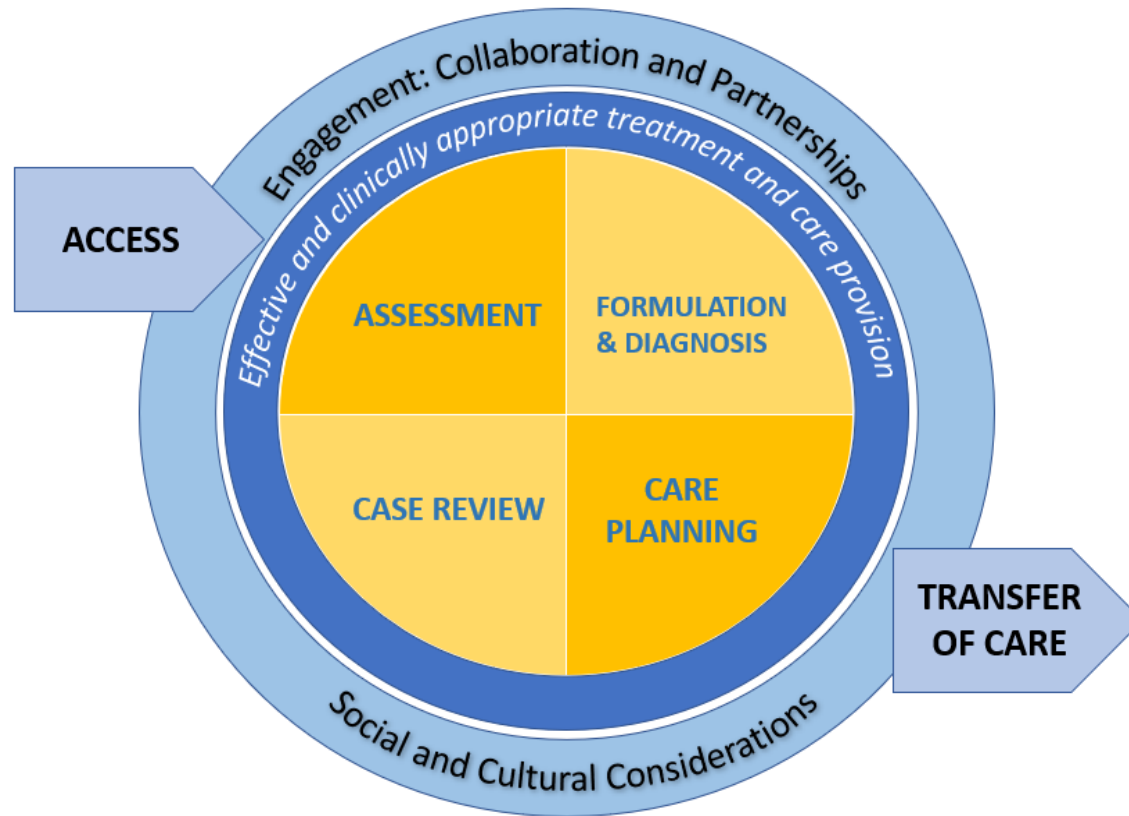 Engagement: Collaboration and Partnerships
Effective and clinically appropriate treatment and care provision
ACCESS
ASSESSMENT
FORMULATION
& DIAGNOSIS
CASE REVIEW
CARE
PLANNING
TRANSFER
OF CARE
Social and Cultural Considerations